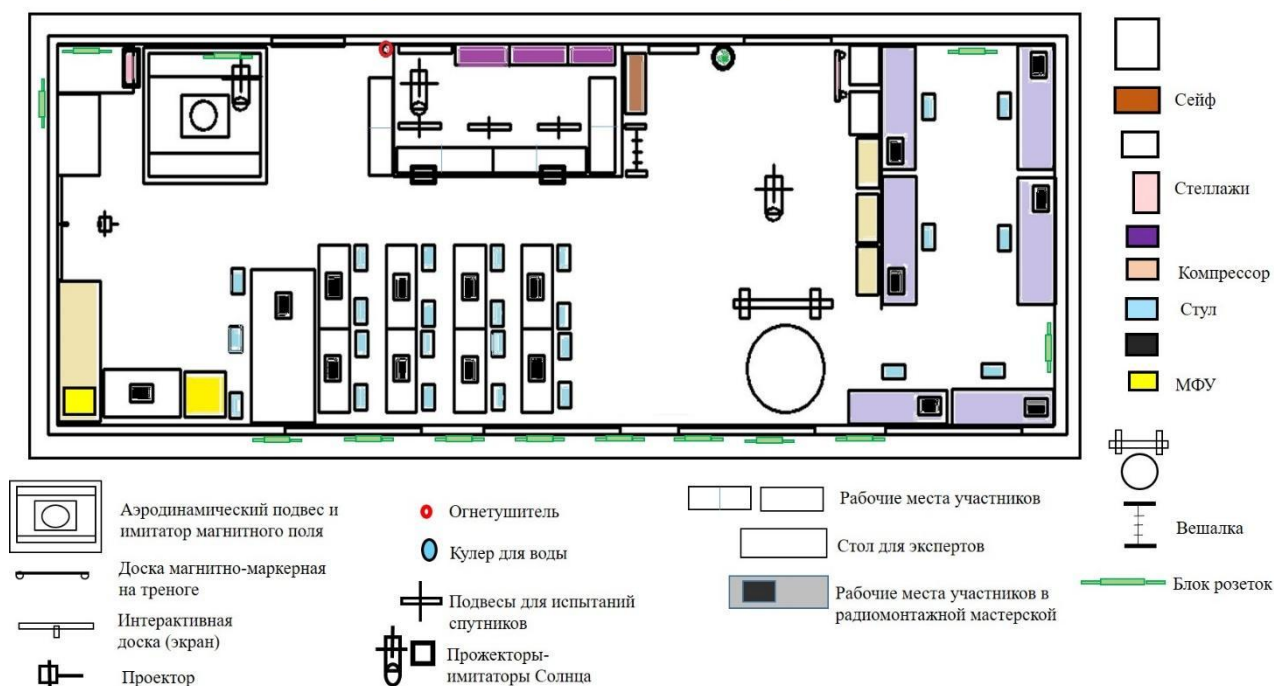 Сейф
Стеллажи
Компрессор
Стул
МФУ
Вешалка
Блок розеток
Аэродинамический подвес и
имитатор магнитного поля
Доска магнитно-маркерная
на треноге
Интерактивная
доска (экран)
Проектор
Огнетушитель
Кулер для воды
Подвесы для испытаний
спутников
Прожекторы-
имитаторы Солнца
Рабочие места участников
Стол для экспертов
Рабочие места участников в
радиомонтажной мастерской